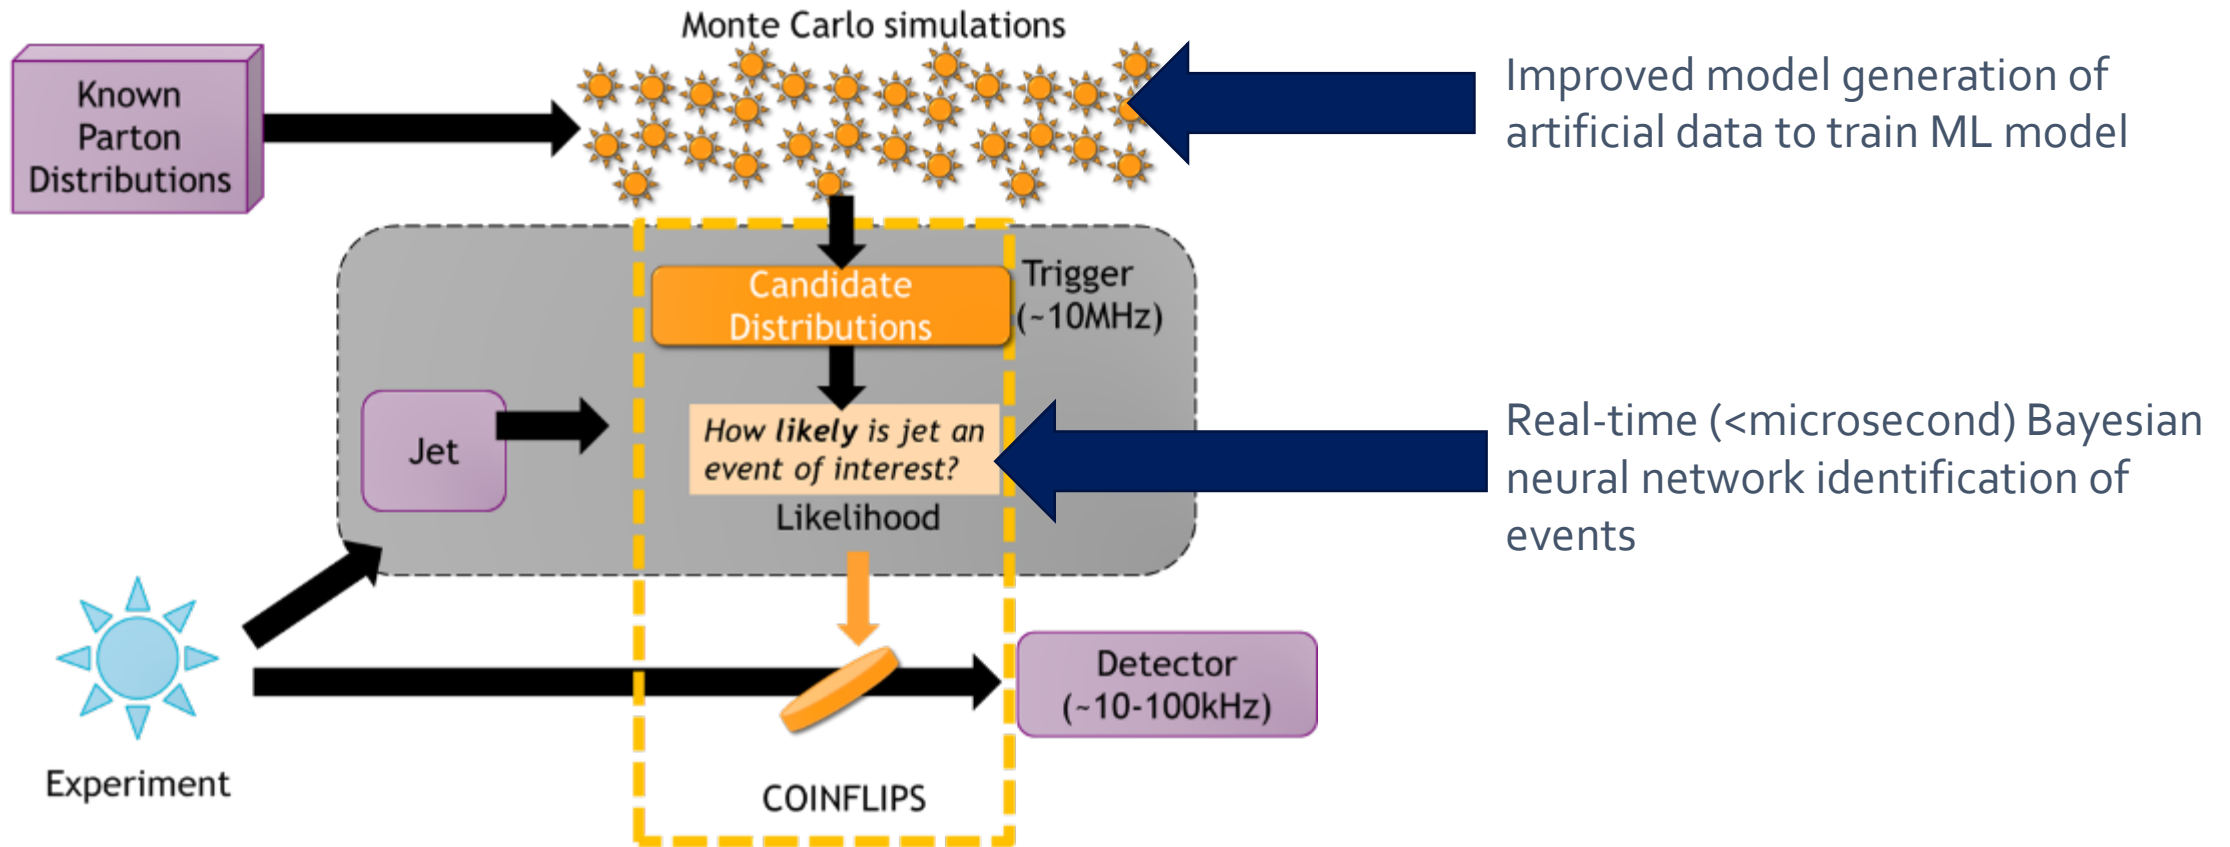 Monte Carlo simulations
Known
Parton
Distributions
Improved model generation of
artificial data to train ML model
Candidate
Distributions
Trigger
(~10MHz)
Jet
How likely is jet an
event of interest?
Likelihood
Real-time (<microsecond) Bayesian
neural network identification of
events
Experiment
Detector
(~10-100kHz)
COINFLIPS